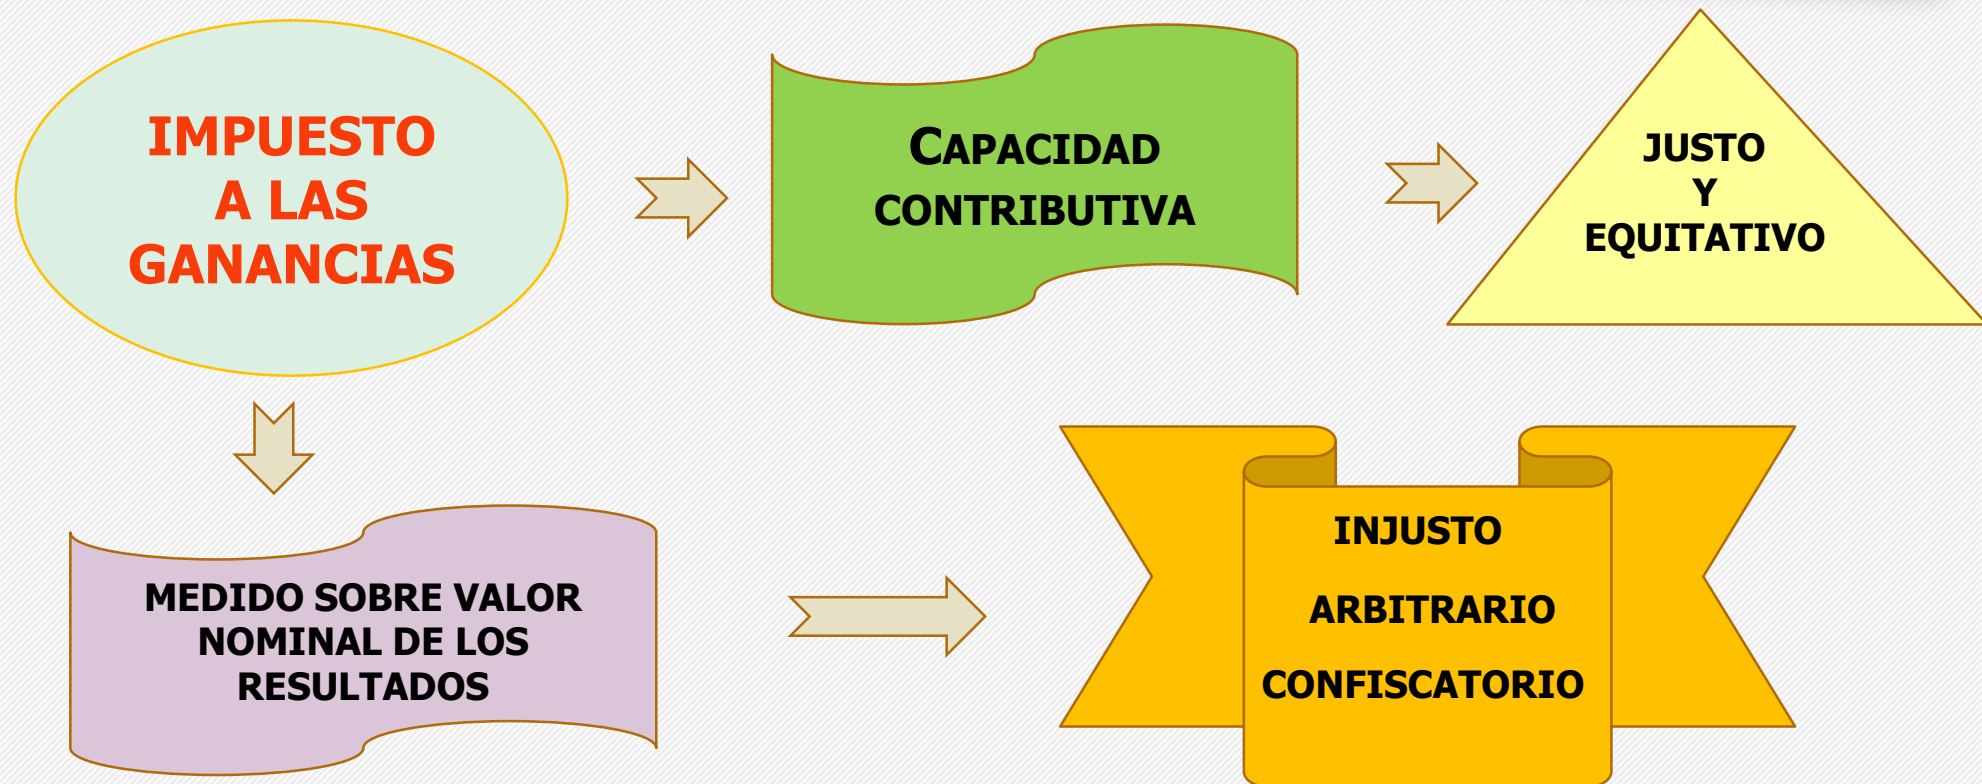 IMPUESTO
A LAS
GANANCIAS
CAPACIDAD
CONTRIBUTIVA
JUSTO
Y
EQUITATIVO
MEDIDO SOBRE VALOR
NOMINAL DE LOS
RESULTADOS
INJUSTO
ARBITRARIO
CONFISCATORIO